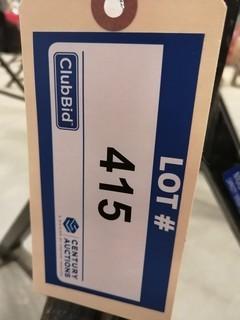 LOT #
415
ClubBid
CENTURY
AUCTIONS